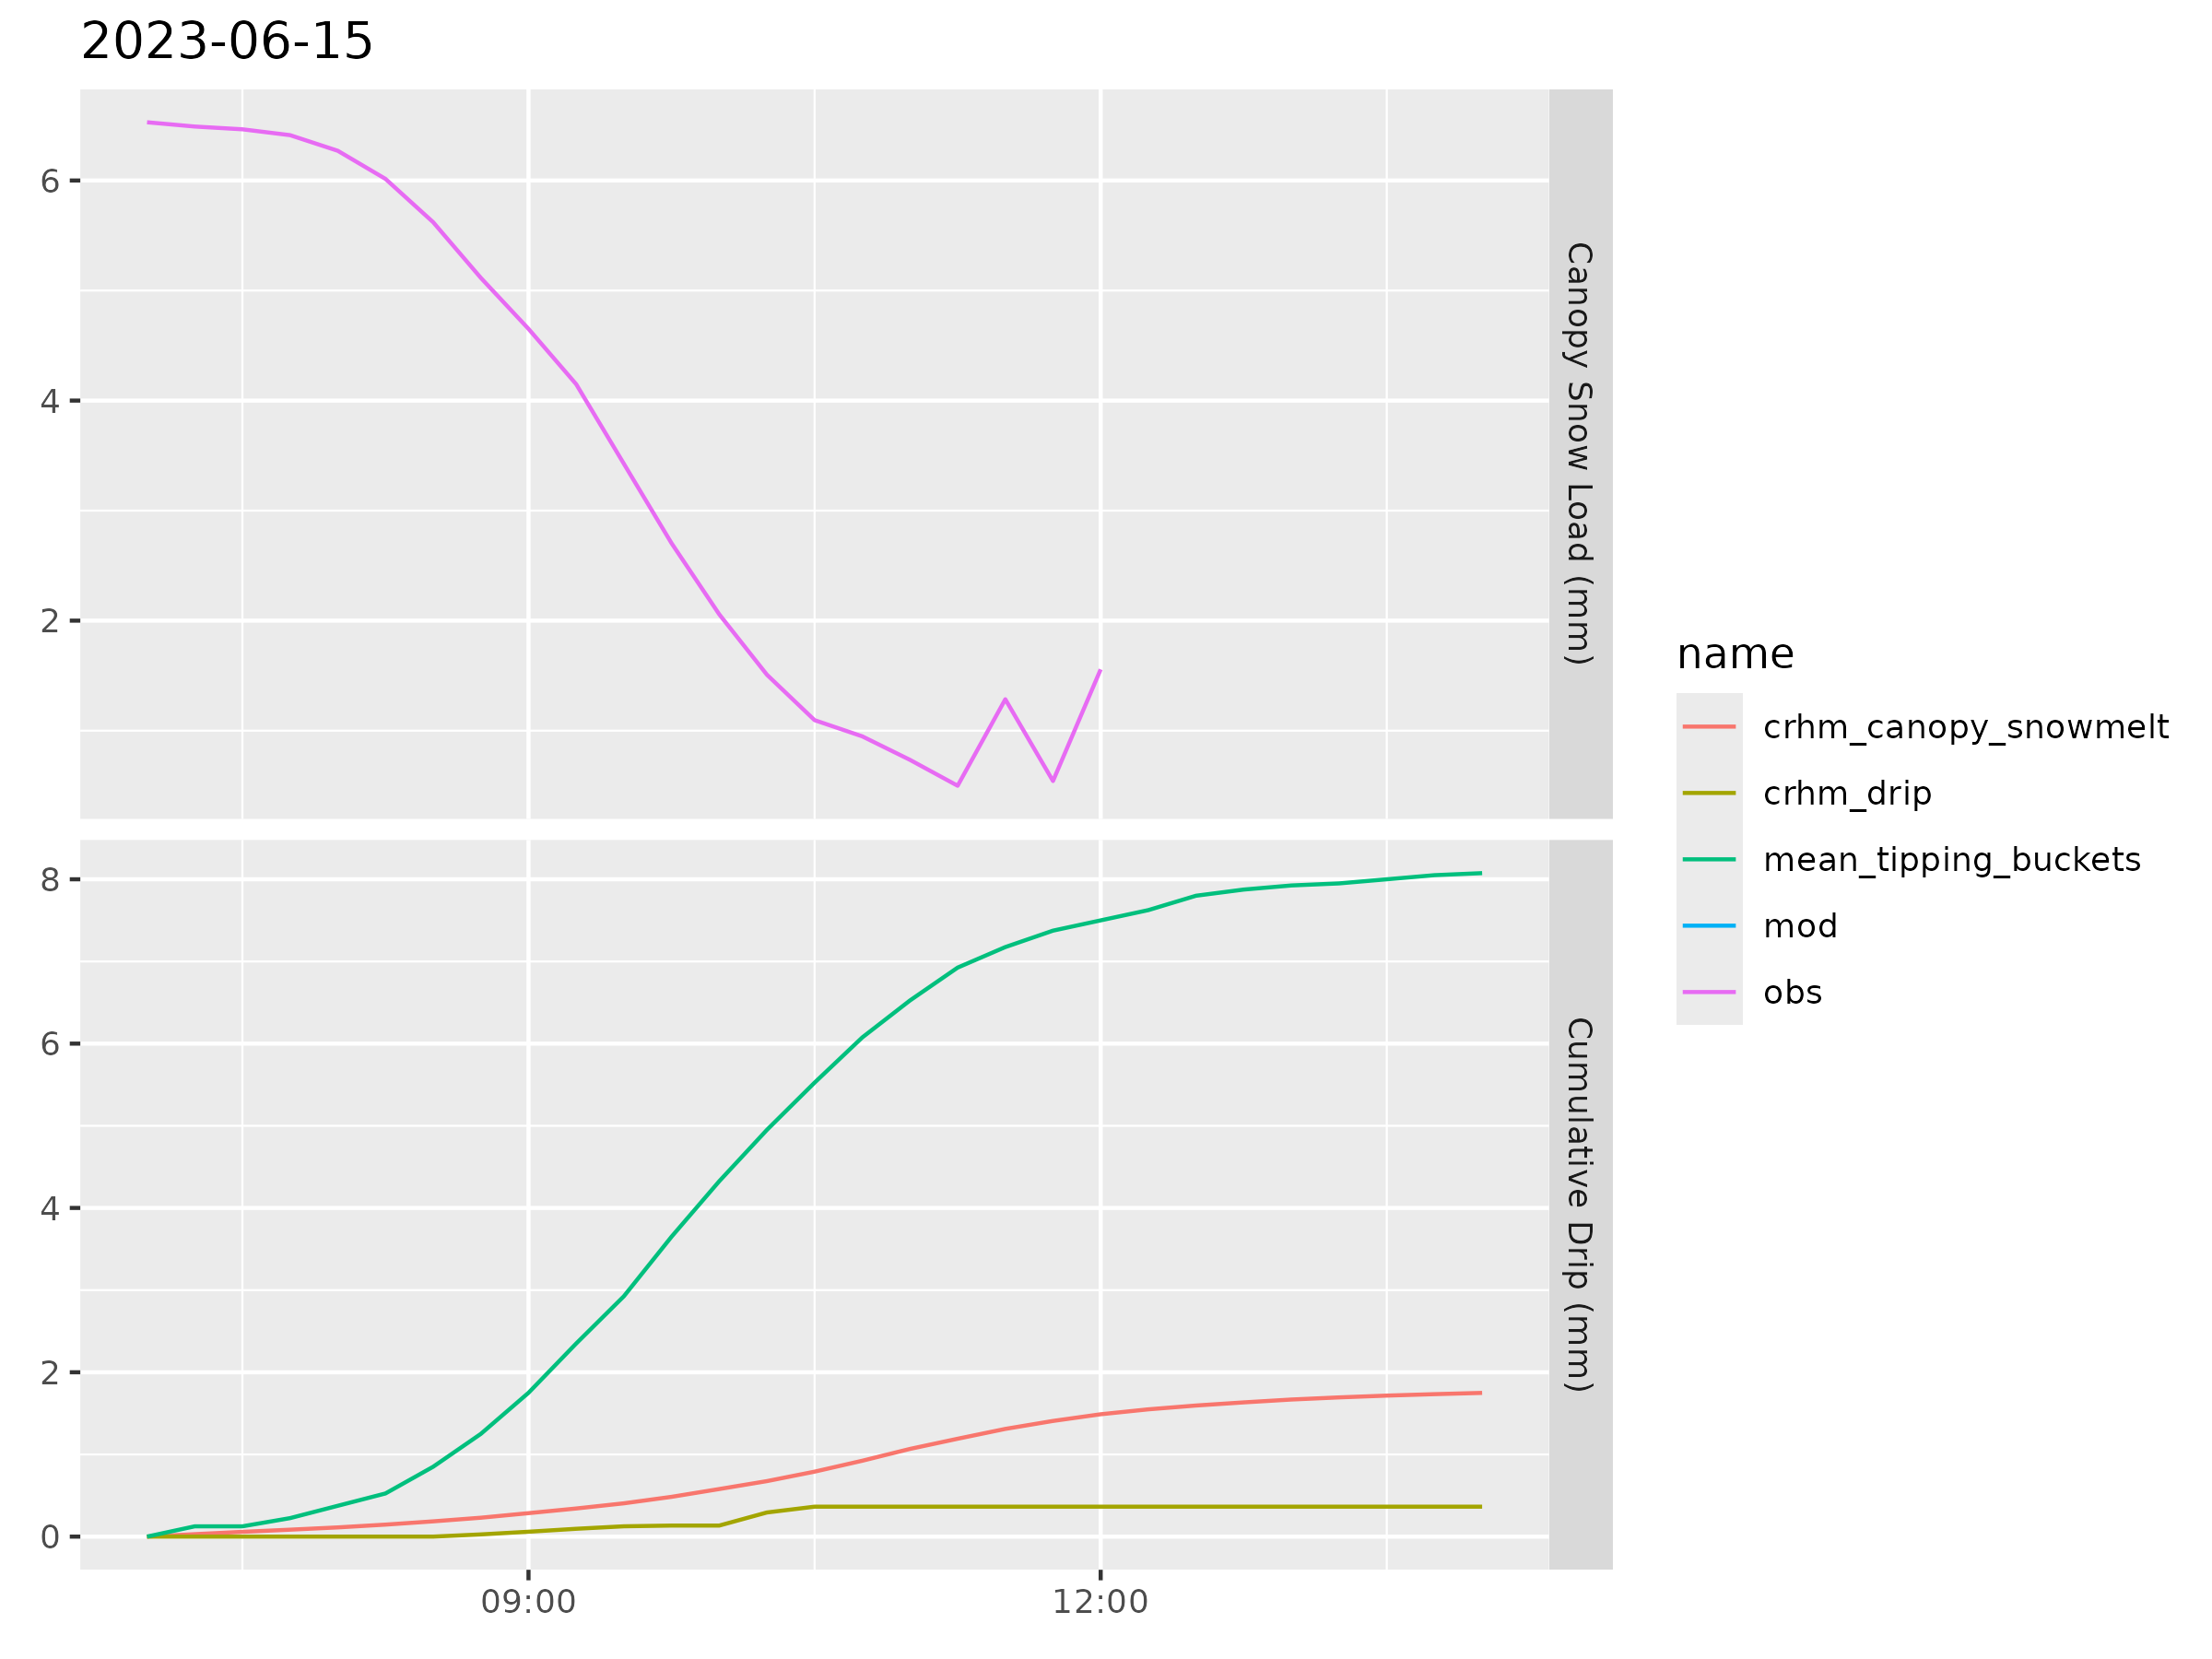 2023-06-15
6
4
2
Canopy Snow Load (mm)
8
6
4
2
0
Cumulative Drip (mm)
09:00
12:00
name
crhm_canopy_snowmelt
crhm_drip
mean_tipping_buckets
mod
obs